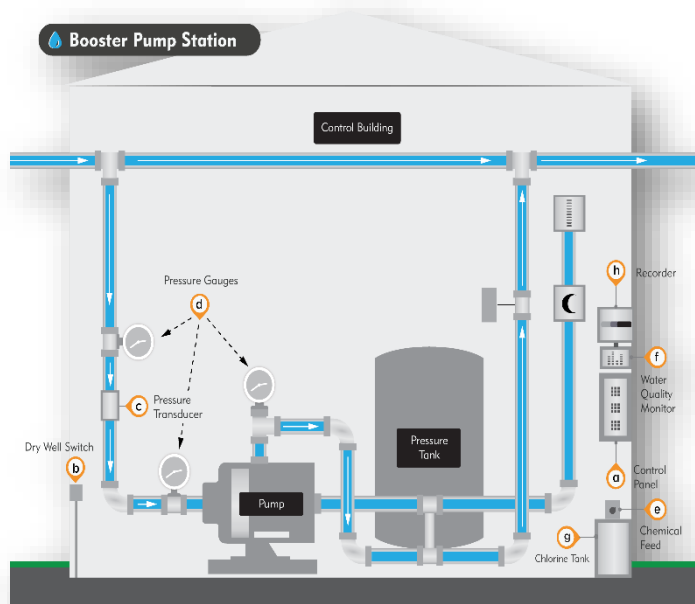 Booster Pump Station
Control Building
h
Recorder
Pressure Gauges
d
f
Water
Quality
Monitor
c
Pressure
Transducer
Dry Well Switch
b
Pressure
Tank
a
Control
Panel
Pump
e
Chemical
Feed
g
Chlorine Tank